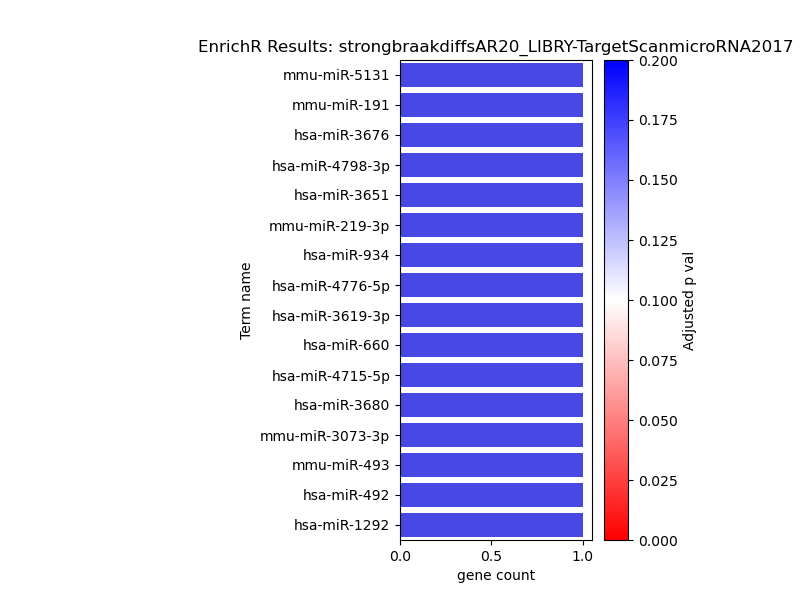 EnrichR Results: strongbraakdiffsAR20_LIBRY-TargetScanmicroRNA2017
Term name
mmu-miR-5131
mmu-miR-191
hsa-miR-3676
hsa-miR-4798-3p
hsa-miR-3651
mmu-miR-219-3p
hsa-miR-934
hsa-miR-4776-5p
hsa-miR-3619-3p
hsa-miR-660
hsa-miR-4715-5p
hsa-miR-3680
mmu-miR-3073-3p
mmu-miR-493
hsa-miR-492
hsa-miR-1292
0.0 0.5 1.0
gene count
0.200
0.175
0.150
0.125
0.100
0.075
0.050
0.025
0.000
Adjusted p val